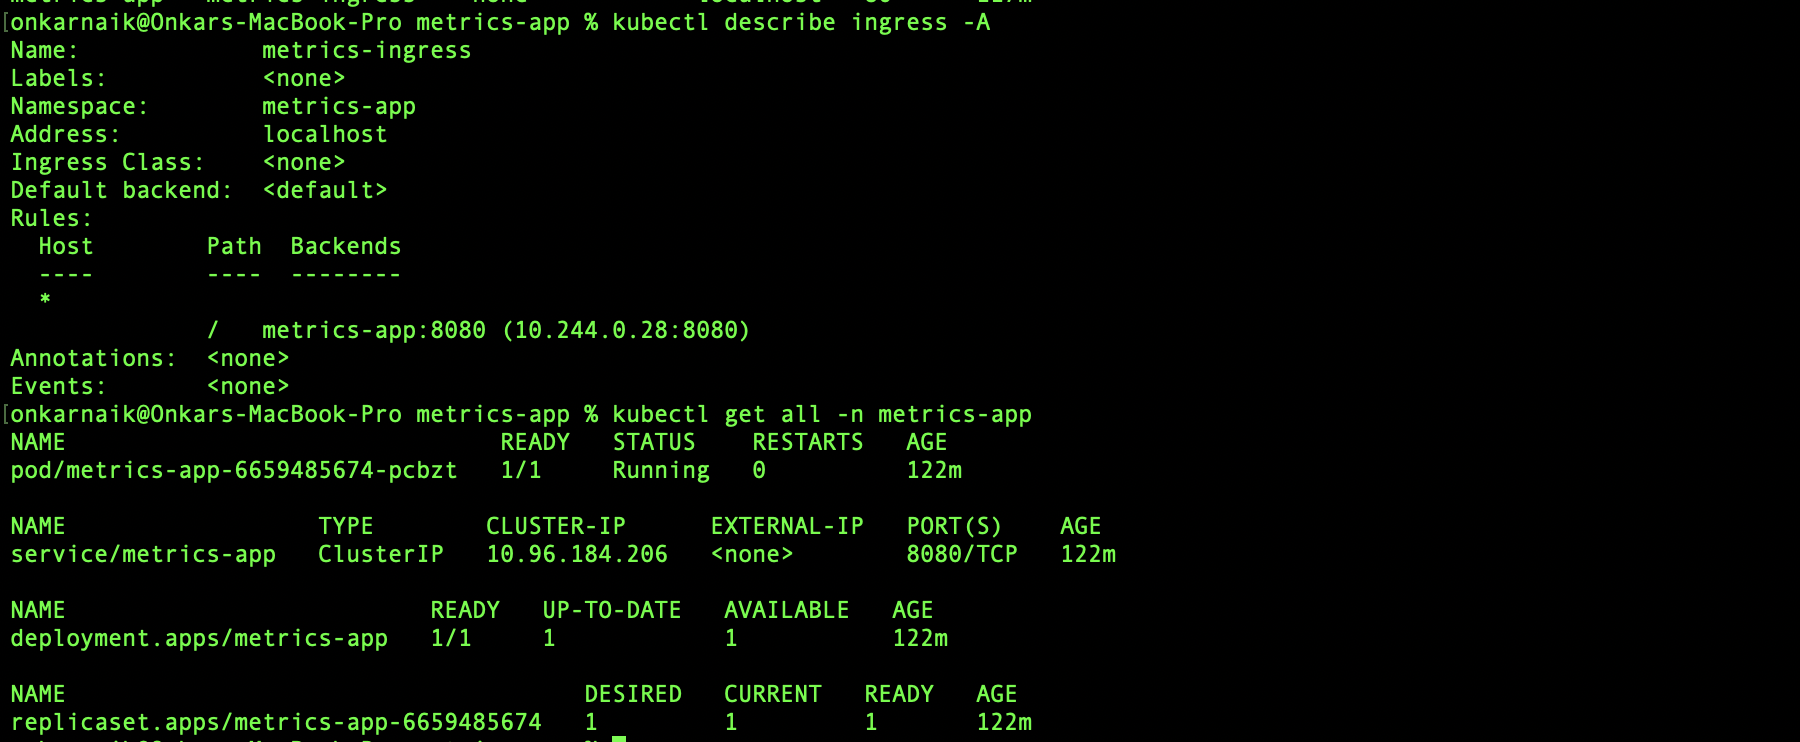 onkarnaik@Onkars-MacBook-Pro metrics-app % kubectl describe ingress -A
Name:             metrics-ingress
Labels:           <none>
Namespace:        metrics-app
Address:          localhost
Ingress Class:    <none>
Default backend:  <default>
Rules:
  Host        Path  Backends
  ----        ----  --------
  *
              /   metrics-app:8080 (10.244.0.28:8080)
Annotations:  <none>
Events:       <none>
onkarnaik@Onkars-MacBook-Pro metrics-app % kubectl get all -n metrics-app
NAME                               READY   STATUS    RESTARTS   AGE
pod/metrics-app-6659485674-pcbzt   1/1     Running   0          122m
NAME                  TYPE        CLUSTER-IP      EXTERNAL-IP   PORT(S)    AGE
service/metrics-app   ClusterIP   10.96.184.206   <none>        8080/TCP   122m
NAME                          READY   UP-TO-DATE   AVAILABLE   AGE
deployment.apps/metrics-app   1/1     1            1           122m
NAME                                     DESIRED   CURRENT   READY   AGE
replicaset.apps/metrics-app-6659485674   1         1         1       122m